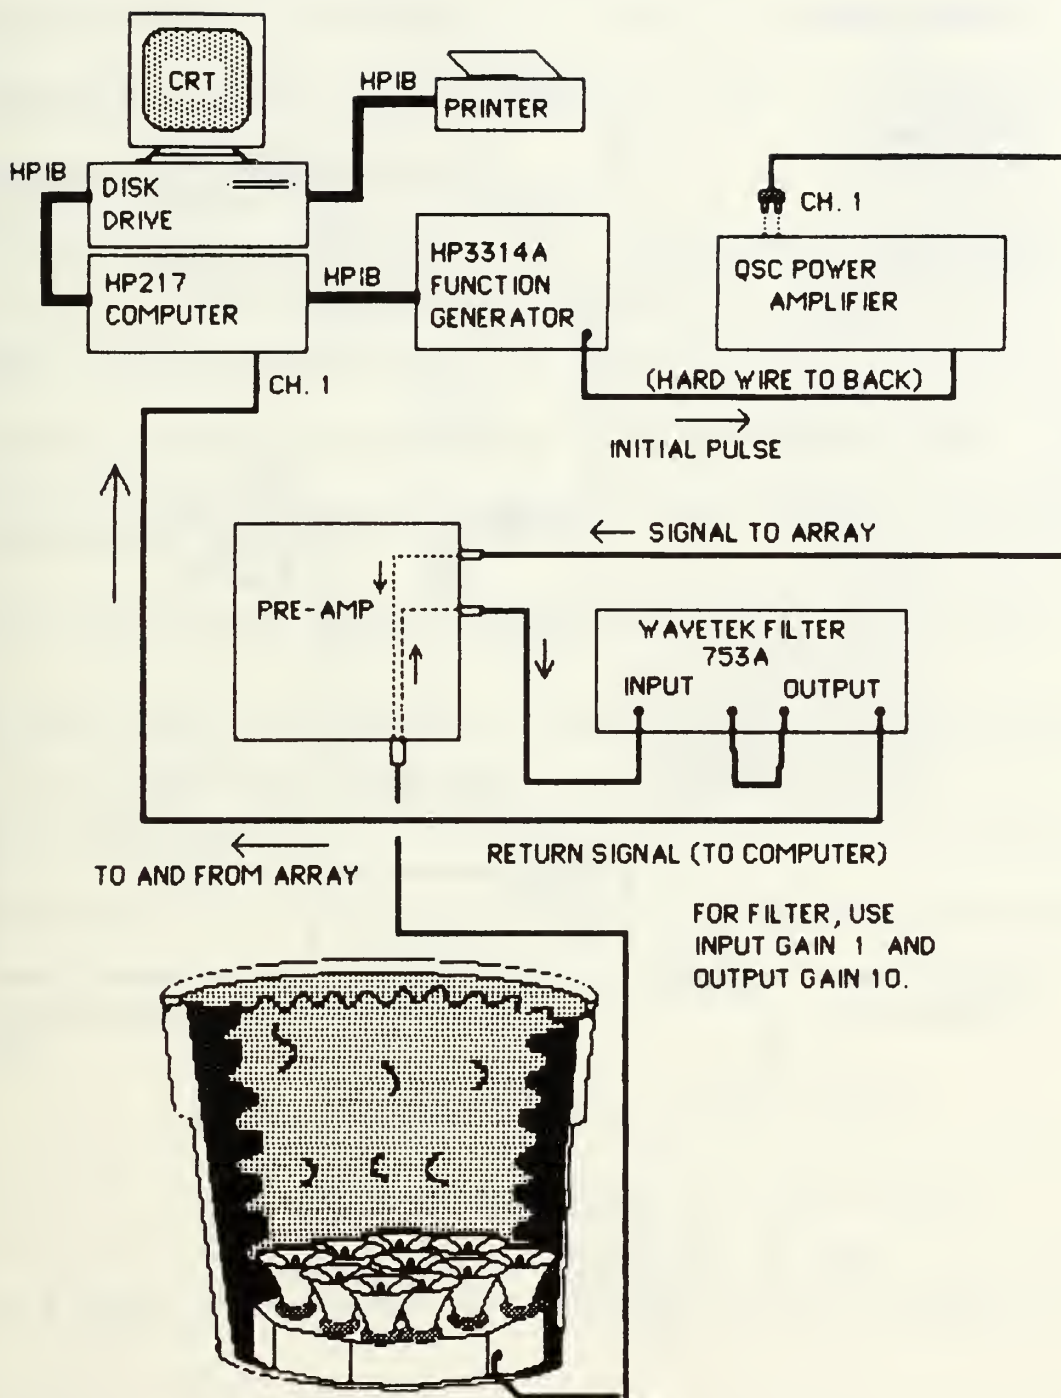 CRT
HPIB
PRINTER
HPIB
DISK
DRIVE
CH. 1
HP217
COMPUTER
HPIB
HP3314A
FUNCTION
GENERATOR
QSC POWER
AMPLIFIER
CH. 1
(HARD WIRE TO BACK)
INITIAL PULSE
SIGNAL TO ARRAY
PRE-AMP
WAVETEK FILTER
753A
INPUT
OUTPUT
RETURN SIGNAL (TO COMPUTER)
TO AND FROM ARRAY
FOR FILTER, USE
INPUT GAIN 1 AND
OUTPUT GAIN 10.